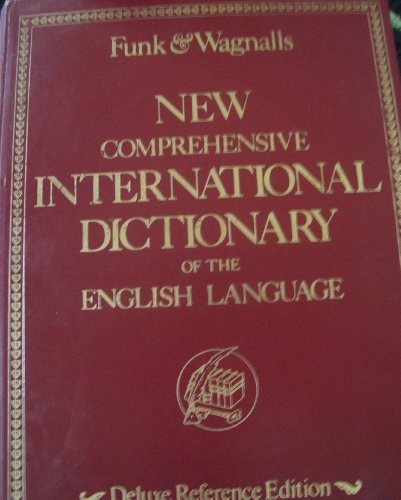 Funk & Wagnalls
NEW
COMPREHENSIVE
INTERNATIONAL
DICTIONARY
OF THE
ENGLISH LANGUAGE
Deluxe Reference Edition